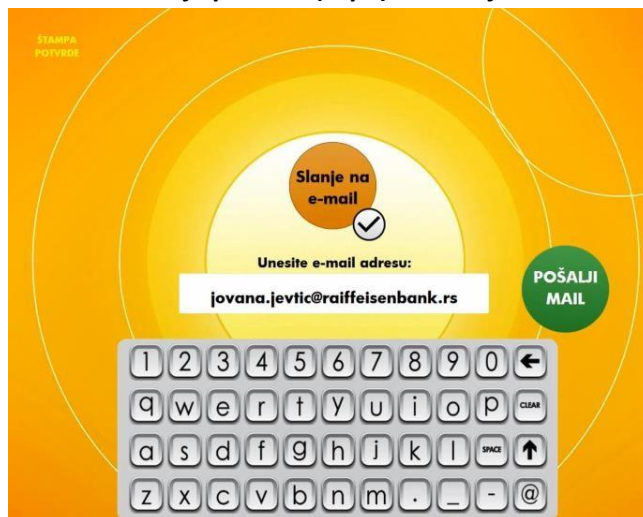 ŠTAMPA
POTVRDE
Slanje na
e-mail
Unesite e-mail adresu:
jovana.jevtic@raiffeisenbank.rs
POŠALJI
MAIL
1 2 3 4 5 6 7 8 9 0
q w e r t y u i o p CLEAR
a s d f g h j k l SPACE
z x c v b n m . _ - @